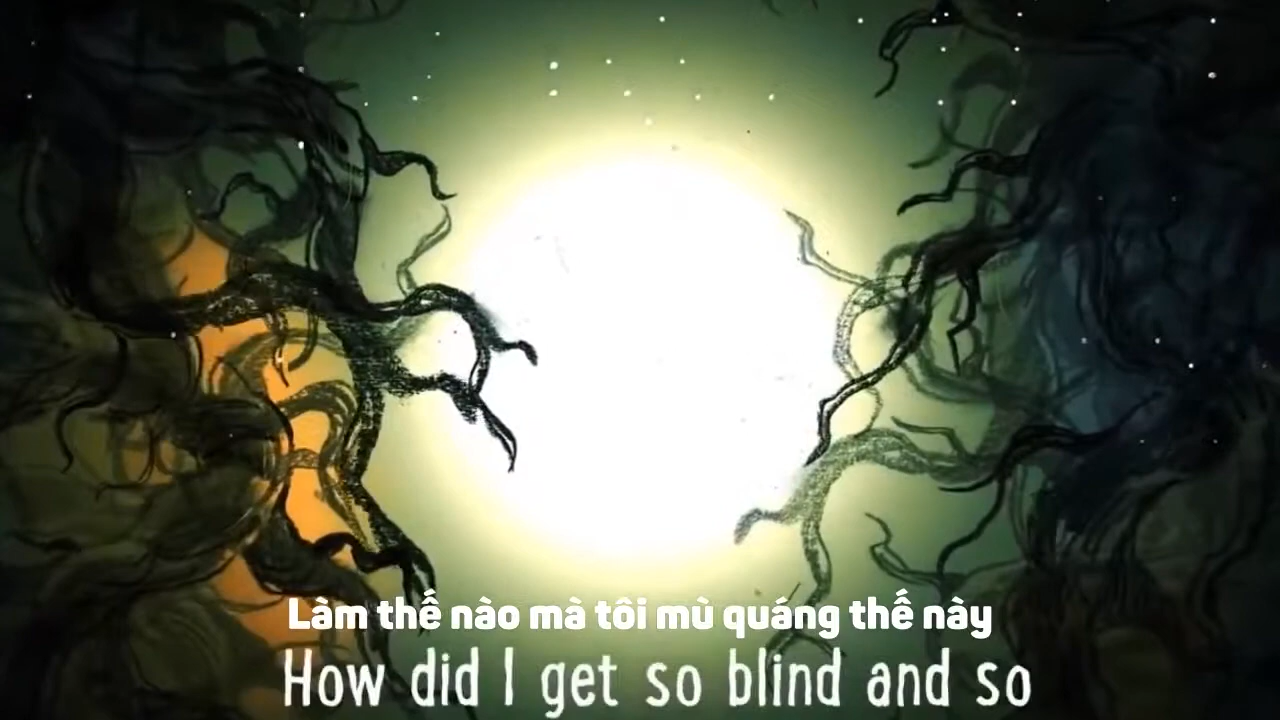 Làm thế nào mà tôi mù quáng thế này
How did I get so blind and so